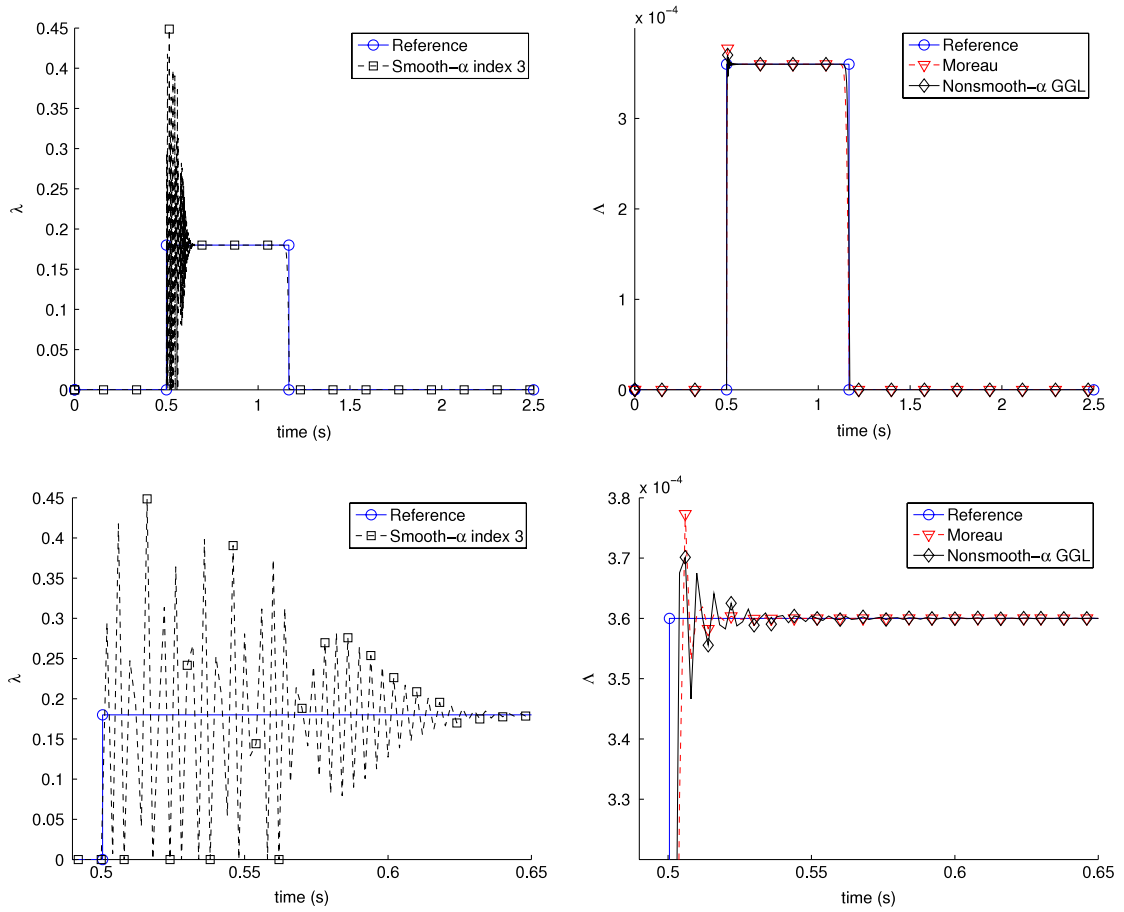 0.45
0.4
0.35
0.3
0.25
0.2
0.15
0.1
0.05
0
λ
0 0.5 1 1.5 2 2.5
time (s)
Reference
Smooth-α index 3
x 10⁻⁴
3
2
1
0
Λ
0 0.5 1 1.5 2 2.5
time (s)
Reference
Moreau
Nonsmooth-α GGL
0.45
0.4
0.35
0.3
0.25
0.2
0.15
0.1
0.05
0
λ
0.5 0.55 0.6 0.65
time (s)
Reference
Smooth-α index 3
x 10⁻⁴
3.8
3.7
3.6
3.5
3.4
3.3
Λ
0.5 0.55 0.6 0.65
time (s)
Reference
Moreau
Nonsmooth-α GGL